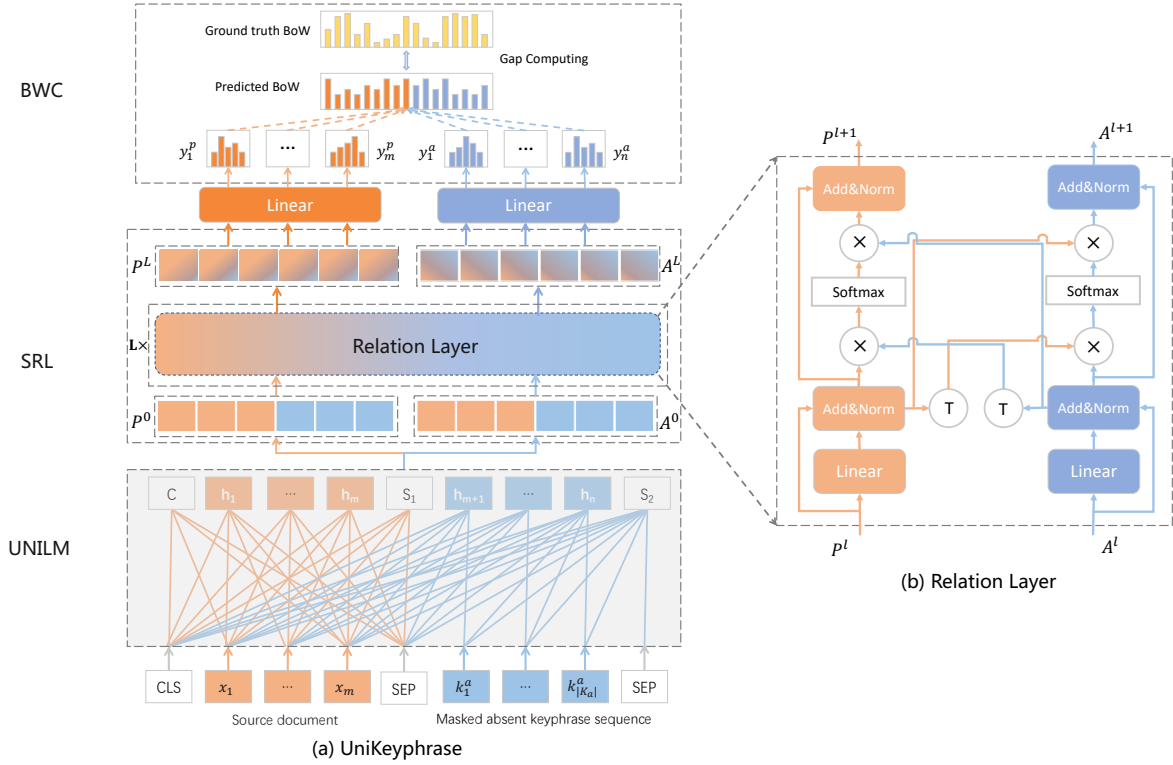 BWC
Ground truth BoW
Gap Computing
Predicted BoW
y_1^p ... y_m^p y_1^a ... y_n^a
Linear Linear
P^L A^L
SRL
L× Relation Layer
P^0 A^0
UNILM
C h_1 ... h_m S_1 h_{m+1} ... h_n S_2
CLS x_1 ... x_m SEP k_1^a ... k_{|K_a|}^a SEP
Source document Masked absent keyphrase sequence
(a) UniKeyphrase
P^{l+1} A^{l+1}
Add&Norm Add&Norm
× ×
Softmax Softmax
× ×
Add&Norm T T Add&Norm
Linear Linear
P^l A^l
(b) Relation Layer